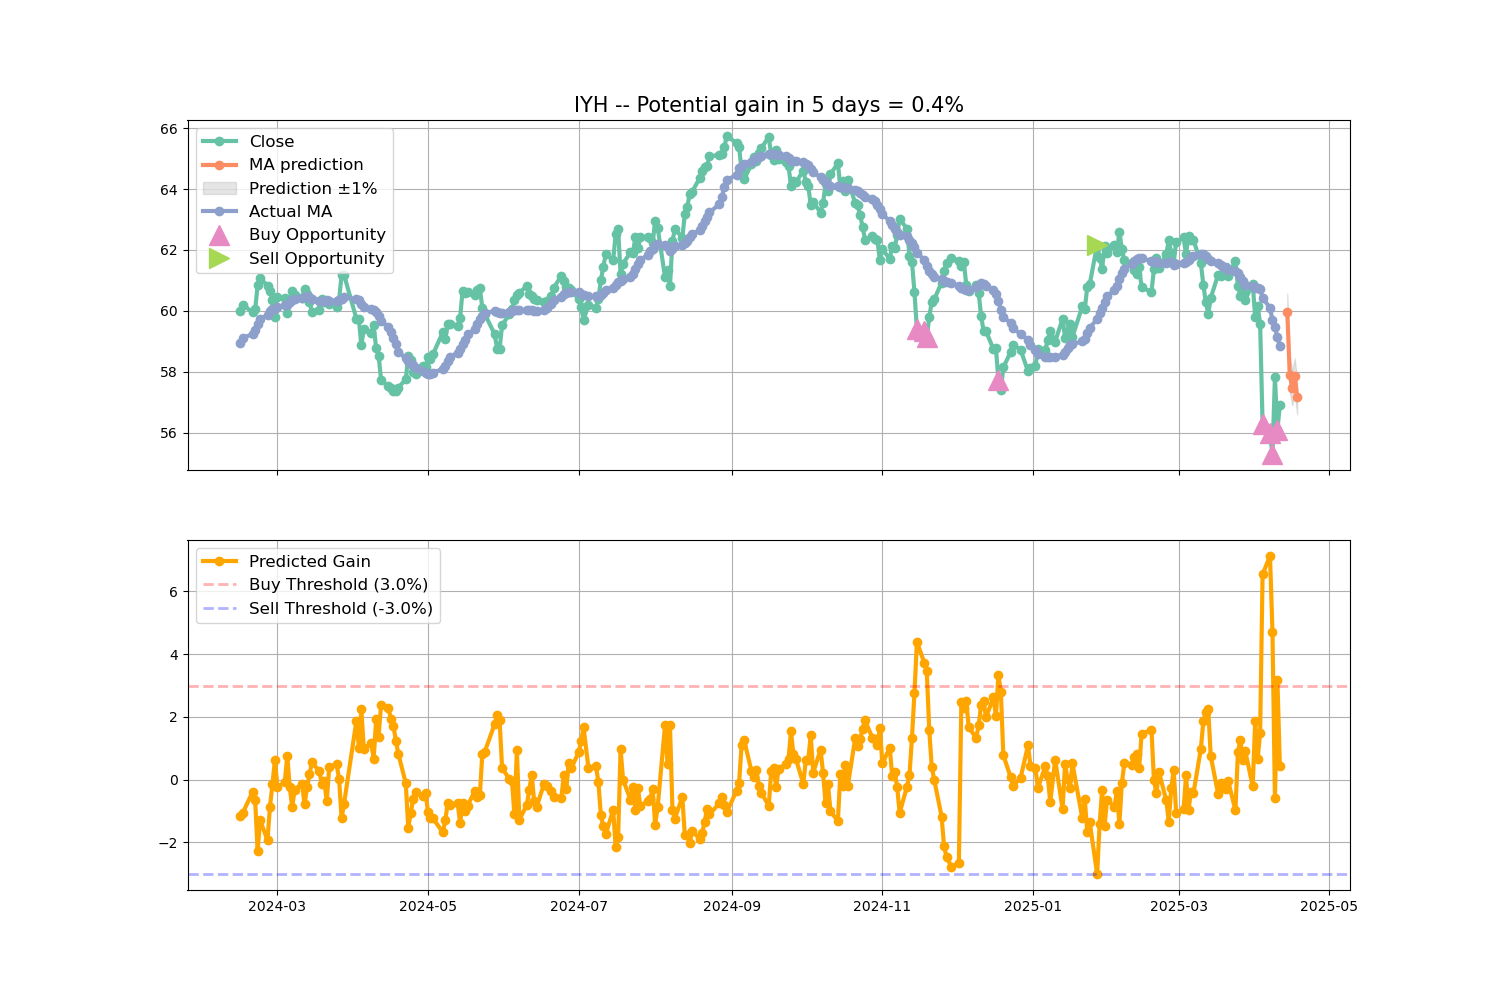 IYH -- Potential gain in 5 days = 0.4%
66
64
62
60
58
56
Close
MA prediction
Prediction ±1%
Actual MA
Buy Opportunity
Sell Opportunity
6
4
2
0
−2
Predicted Gain
Buy Threshold (3.0%)
Sell Threshold (-3.0%)
2024-03 2024-05 2024-07 2024-09 2024-11 2025-01 2025-03 2025-05